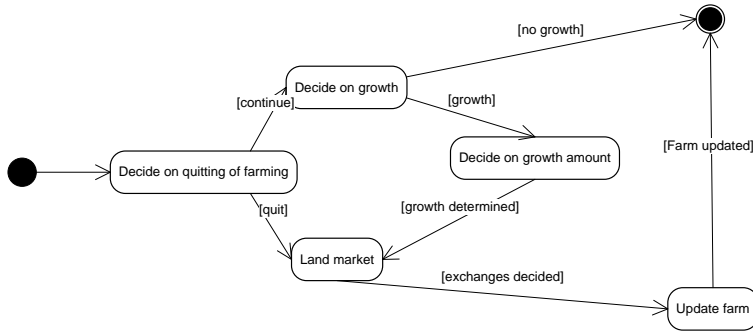 [no growth]
Decide on growth
[continue]
[growth]
Decide on growth amount
[Farm updated]
Decide on quitting of farming
[quit]
[growth determined]
Land market
[exchanges decided]
Update farm